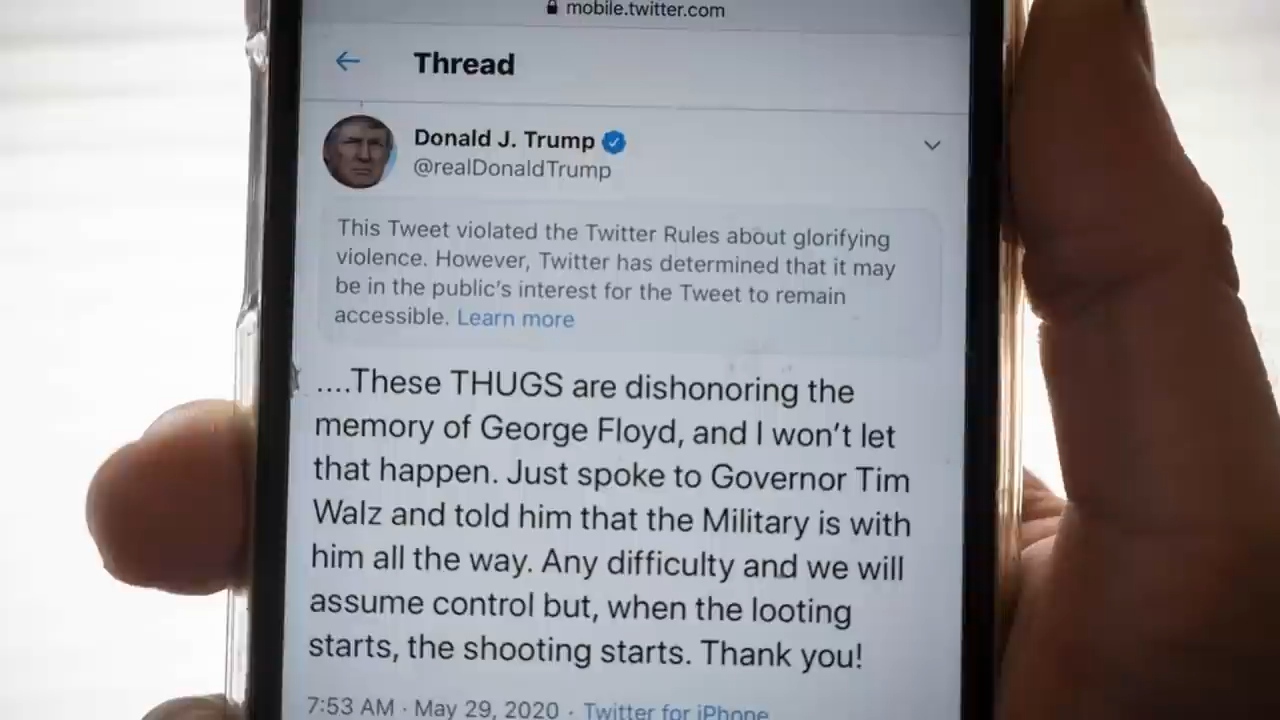 mobile.twitter.com
Thread
Donald J. Trump
@realDonaldTrump
This Tweet violated the Twitter Rules about glorifying
violence. However, Twitter has determined that it may
be in the public's interest for the Tweet to remain
accessible. Learn more
....These THUGS are dishonoring the
memory of George Floyd, and I won't let
that happen. Just spoke to Governor Tim
Walz and told him that the Military is with
him all the way. Any difficulty and we will
assume control but, when the looting
starts, the shooting starts. Thank you!
7:53 AM · May 29, 2020 · Twitter for iPhone